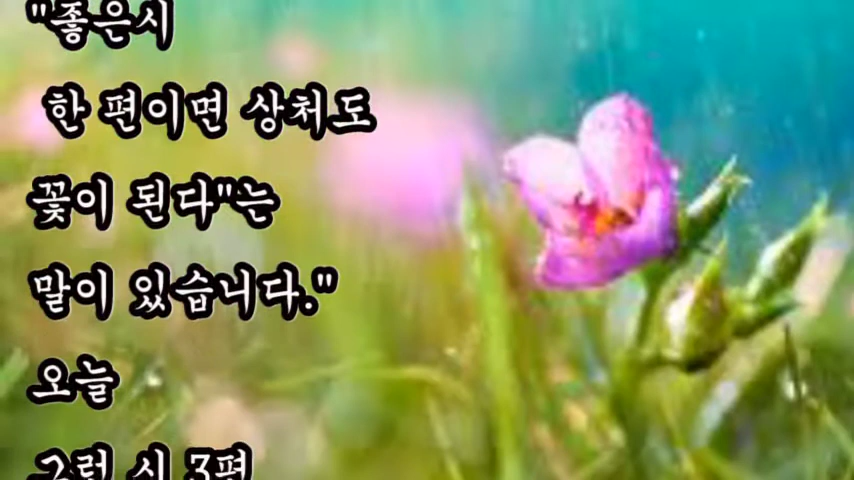 "좋은시
한 편이면 상처도
꽃이 된다"는
말이 있습니다."
오늘
그런 시 3편